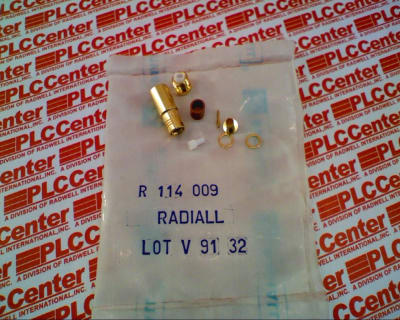 PLCCenter
A DIVISION OF RADWELL INTERNATIONAL, INC.
R 114 009
RADIALL
LOT V 91 32